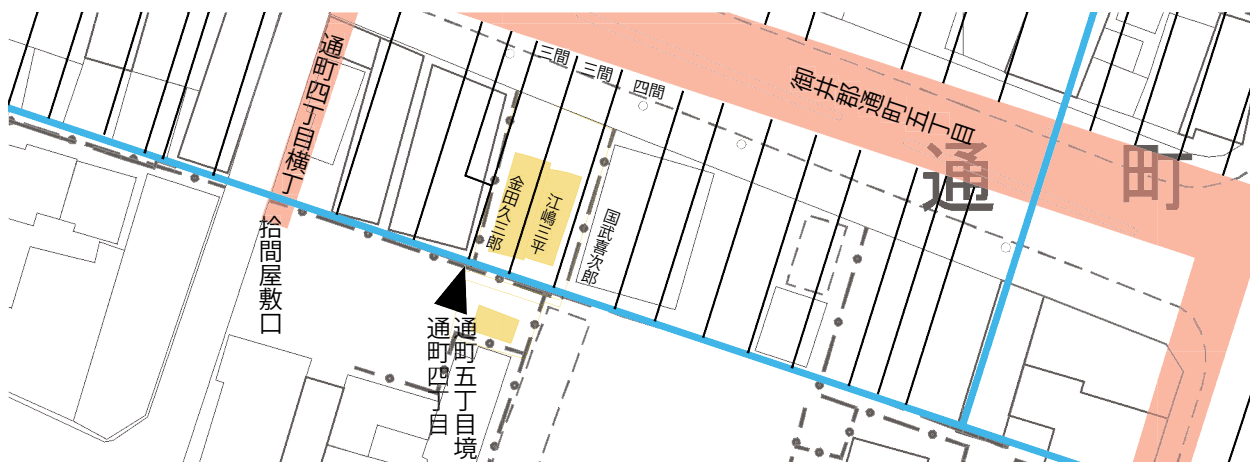 通町四丁目横丁
拾間屋敷口
三間
三間
四間
御井郡通町五丁目
通町
金田久三郎
江嶋三平
国武喜次郎
通町五丁目境
通町四丁目